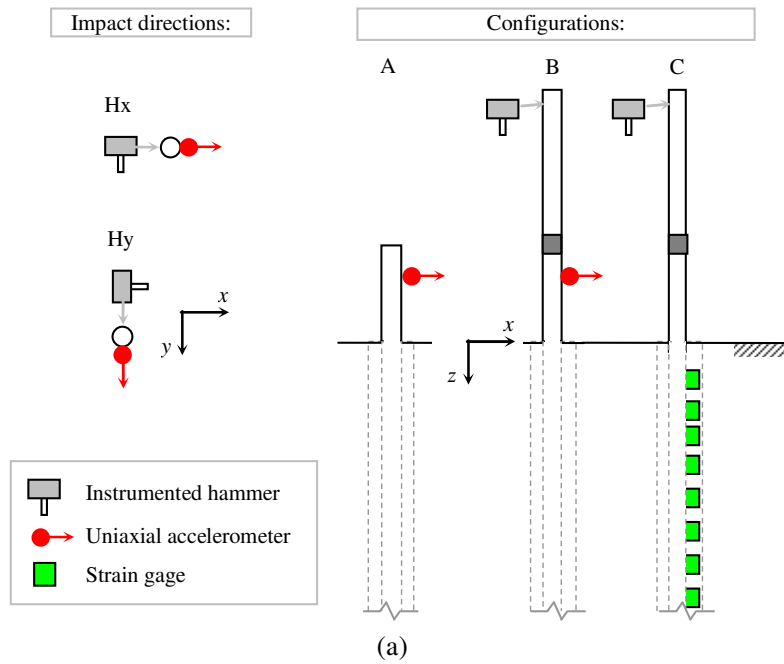 Impact directions:
Configurations:
A
B
C
Hx
Hy
x
y
x
z
Instrumented hammer
Uniaxial accelerometer
Strain gage
(a)